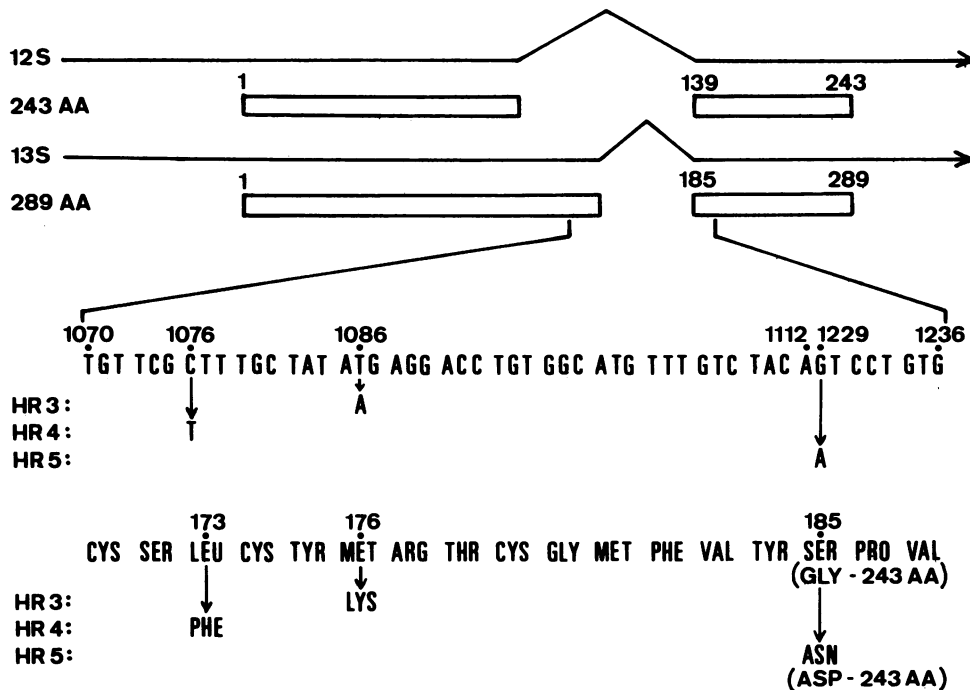 12S
1 139 243
243 AA
13S
1 185 289
289 AA
1070 1076 1086 1112 1229 1236
TGT TCG CTT TGC TAT ATG AGG ACC TGT GGC ATG TTT GTC TAC AGT CCT GTG
HR 3: A
HR 4: T
HR 5: A
173 176 185
CYS SER LEU CYS TYR MET ARG THR CYS GLY MET PHE VAL TYR SER PRO VAL
(GLY - 243 AA)
HR 3: LYS
HR 4: PHE
HR 5: ASN
(ASP - 243 AA)